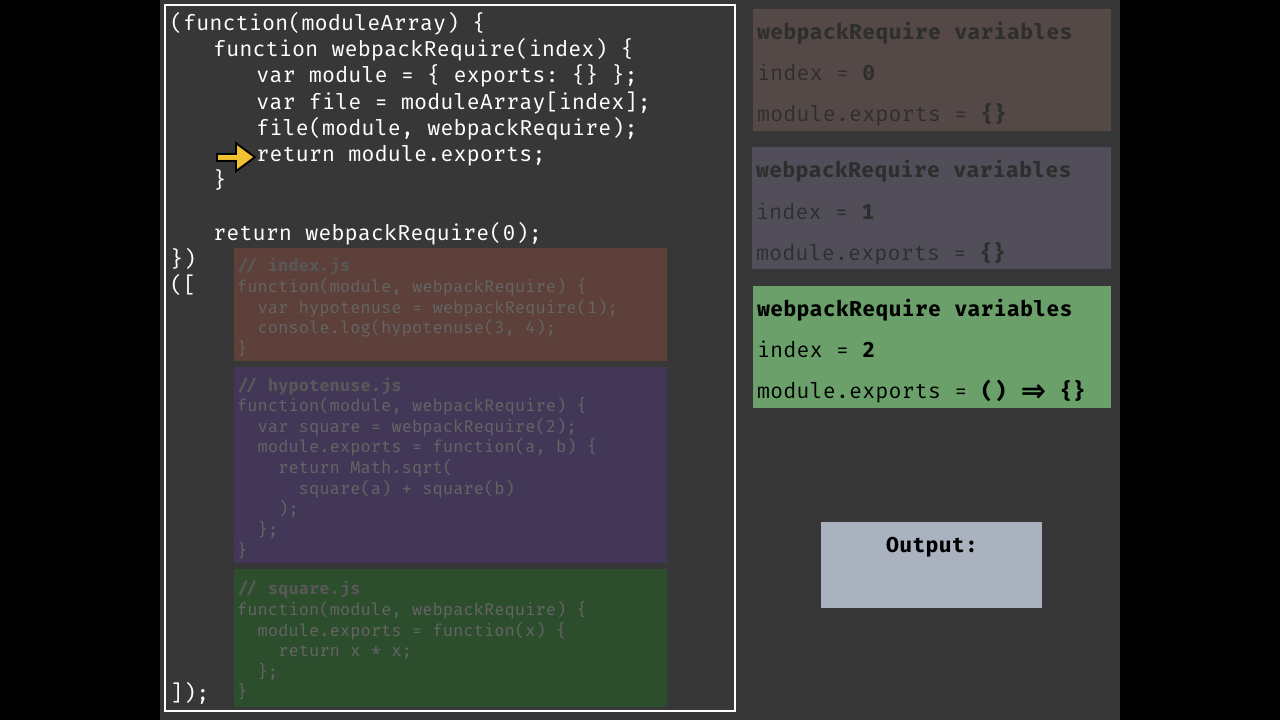 (function(moduleArray) {
function webpackRequire(index) {
var module = { exports: {} };
var file = moduleArray[index];
file(module, webpackRequire);
return module.exports;
}
return webpackRequire(0);
})
([
// index.js
function(module, webpackRequire) {
var hypotenuse = webpackRequire(1);
console.log(hypotenuse(3, 4);
}
// hypotenuse.js
function(module, webpackRequire) {
var square = webpackRequire(2);
module.exports = function(a, b) {
return Math.sqrt(
square(a) + square(b)
);
};
}
// square.js
function(module, webpackRequire) {
module.exports = function(x) {
return x * x;
};
}
]);
webpackRequire variables
index = 0
module.exports = {}
webpackRequire variables
index = 1
module.exports = {}
webpackRequire variables
index = 2
module.exports = () => {}
Output: